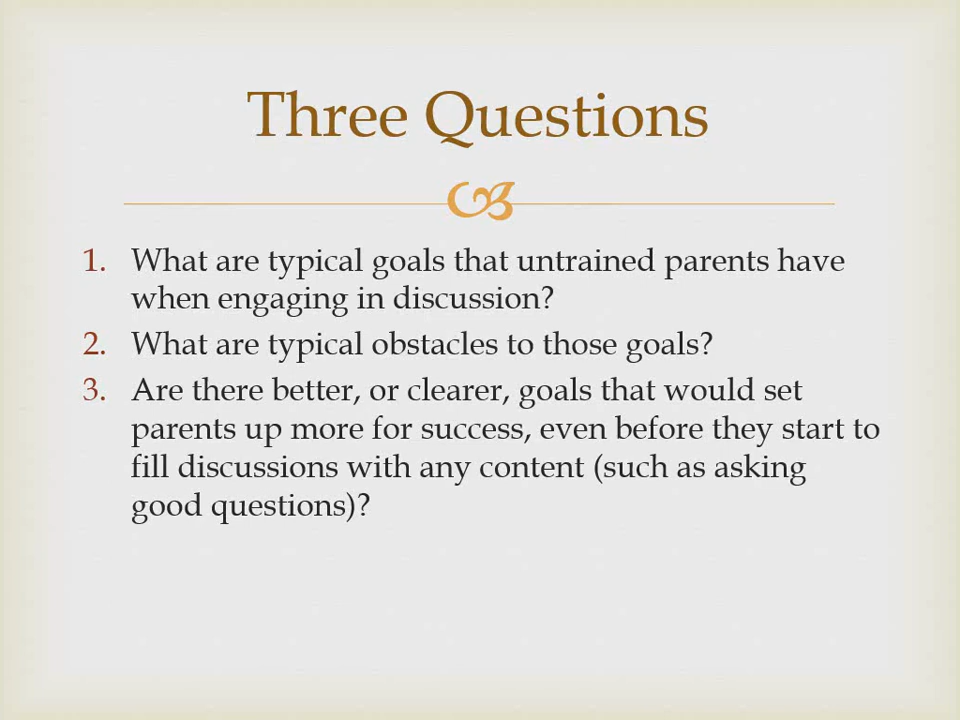 Three Questions
1. What are typical goals that untrained parents have
when engaging in discussion?
2. What are typical obstacles to those goals?
3. Are there better, or clearer, goals that would set
parents up more for success, even before they start to
fill discussions with any content (such as asking
good questions)?